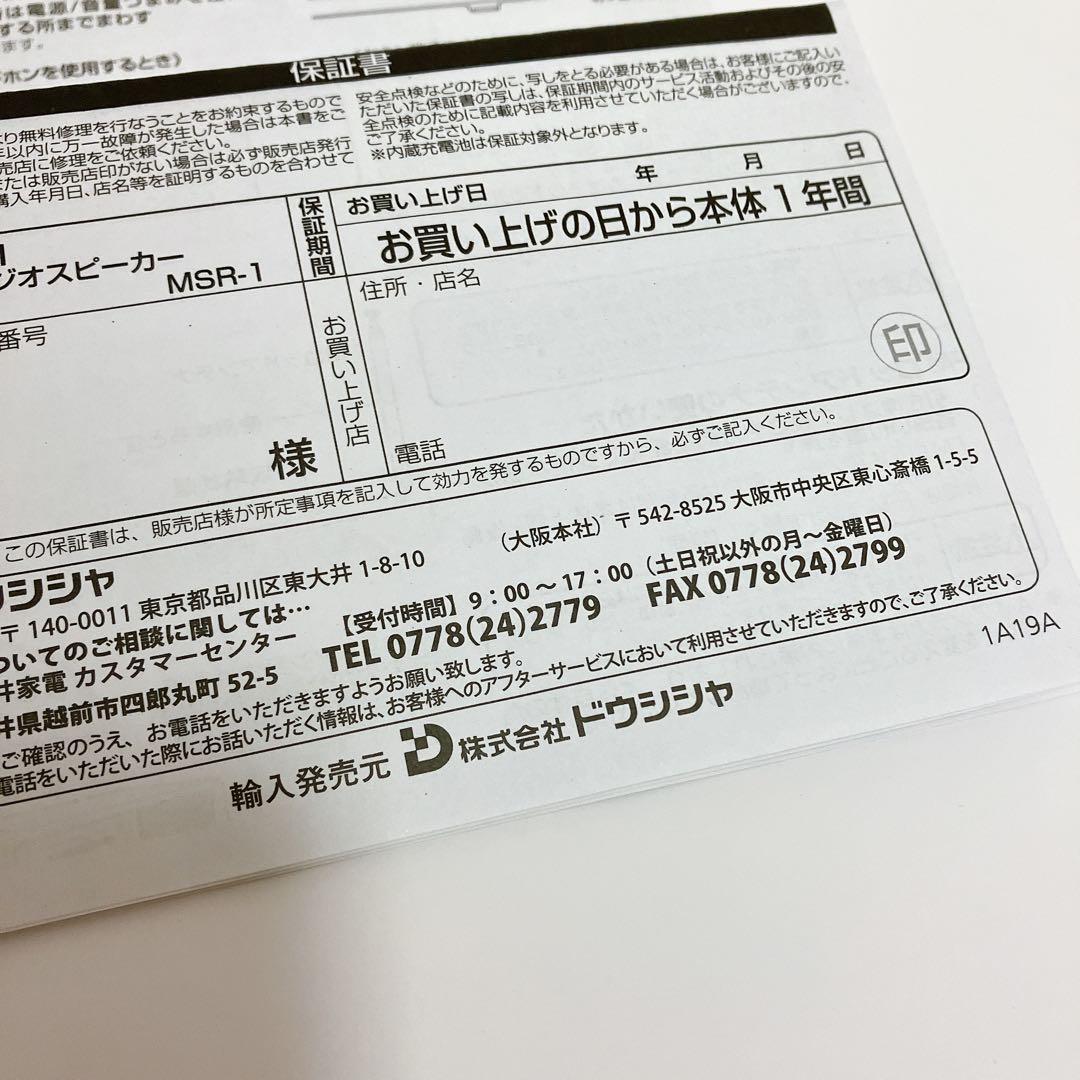 は電源/音量つまみ
する所までまわす
ます。
ホンを使用するとき)
保証書
り無料修理を行なうことをお約束するもので
年以内に万一故障が発生した場合は本書をご
売店に修理をご依頼ください。
または販売店印がない場合は必ず販売店発行
購入年月日、店名等を証明するものを合わせて
安全点検などのために、写しをとる必要がある場合は、お客様にご記入い
ただいた保証書の写しは、保証期間内のサービス活動およびその後の安
全点検のために記載内容を利用させていただく場合がございますので、
ご了承ください。
※内蔵充電池は保証対象外となります。
ジオスピーカー
MSR-1
保証期間
お買い上げ日 年 月 日
お買い上げの日から本体1年間
番号
様
お買い上げ店
住所・店名
印
電話
この保証書は、販売店様が所定事項を記入して効力を発するものですから、必ずご記入ください。
ウシシャ
〒140-0011 東京都品川区東大井1-8-10
(大阪本社) 〒542-8525 大阪市中央区東心斎橋1-5-5
ついてのご相談に関しては…
井家電 カスタマーセンター
井県越前市四郎丸町 52-5
【受付時間】9：00〜17：00(土日祝以外の月〜金曜日)
TEL 0778(24)2779 FAX 0778(24)2799
ご確認のうえ、お電話をいただきますようお願い致します。
電話をいただいた際にお話いただく情報は、お客様へのアフターサービスにおいて利用させていただきますので、ご了承ください。
1A19A
輸入発売元 株式会社ドウシシャ